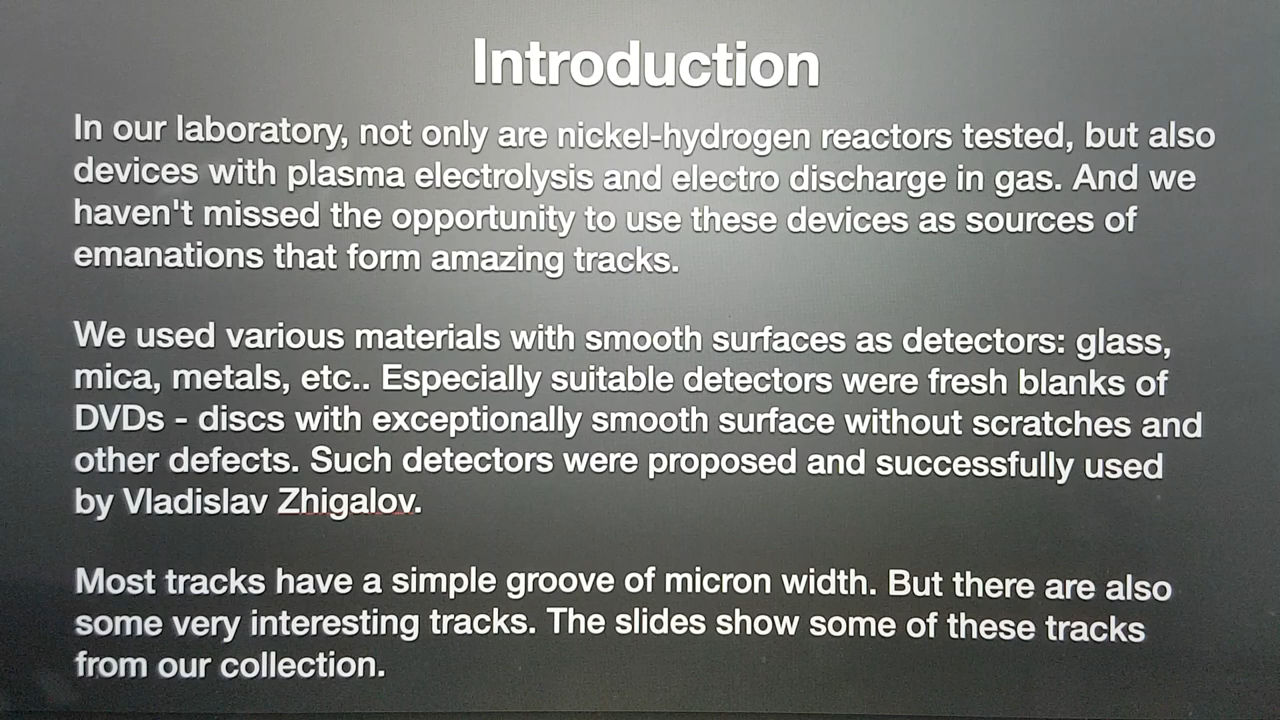 Introduction
In our laboratory, not only are nickel-hydrogen reactors tested, but also
devices with plasma electrolysis and electro discharge in gas. And we
haven't missed the opportunity to use these devices as sources of
emanations that form amazing tracks.
We used various materials with smooth surfaces as detectors: glass,
mica, metals, etc.. Especially suitable detectors were fresh blanks of
DVDs - discs with exceptionally smooth surface without scratches and
other defects. Such detectors were proposed and successfully used
by Vladislav Zhigalov.
Most tracks have a simple groove of micron width. But there are also
some very interesting tracks. The slides show some of these tracks
from our collection.